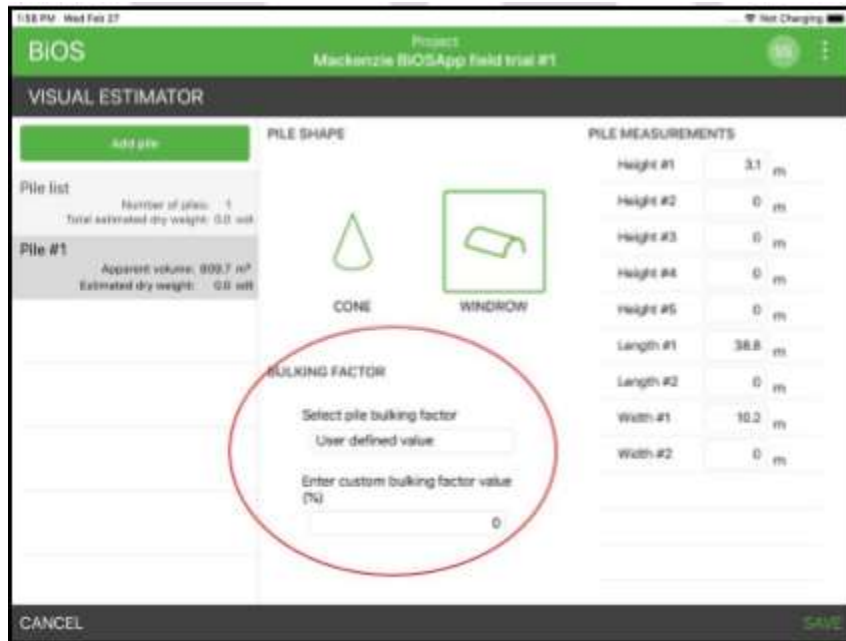 1:58 PM Wed Feb 27
Not Charging
BiOS
Project
Mackenzie BiOSApp field trial #1
VISUAL ESTIMATOR
Add pile
PILE SHAPE
PILE MEASUREMENTS
Pile list
Number of piles: 1
Total estimated dry weight: 0.0 odt
Pile #1
Apparent volume: 809.7 m³
Estimated dry weight: 0.0 odt
CONE
WINDROW
BULKING FACTOR
Select pile bulking factor
User defined value
Enter custom bulking factor value
(%)
0
Height #1 3.1 m
Height #2 0 m
Height #3 0 m
Height #4 0 m
Height #5 0 m
Length #1 38.8 m
Length #2 0 m
Width #1 10.2 m
Width #2 0 m
CANCEL
SAVE